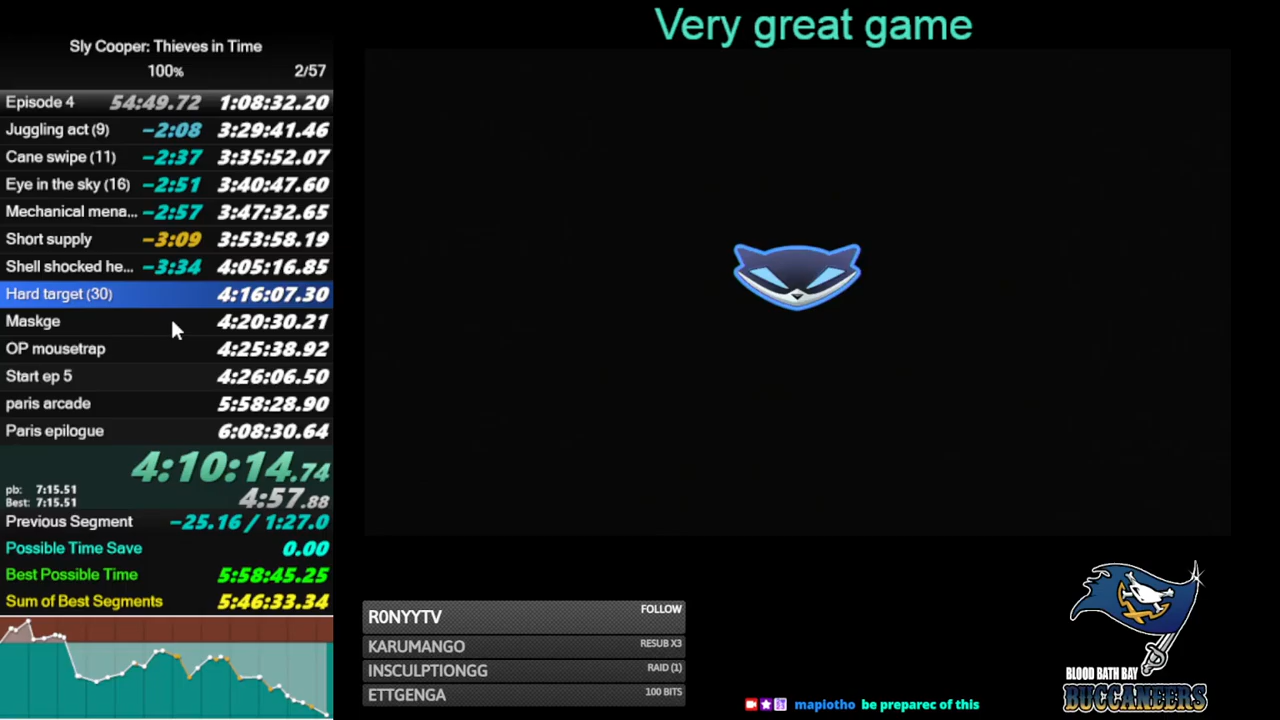 Very great game
Sly Cooper: Thieves in Time
100% 2/57
Episode 4 54:49.72 1:08:32.20
Juggling act (9) -2:08 3:29:41.46
Cane swipe (11) -2:37 3:35:52.07
Eye in the sky (16) -2:51 3:40:47.60
Mechanical mena... -2:57 3:47:32.65
Short supply -3:09 3:53:58.19
Shell shocked he... -3:34 4:05:16.85
Hard target (30) 4:16:07.30
Maskge 4:20:30.21
OP mousetrap 4:25:38.92
Start ep 5 4:26:06.50
paris arcade 5:58:28.90
Paris epilogue 6:08:30.64
4:10:14.74
pb: 7:15.51
Best: 7:15.51
4:57.88
Previous Segment -25.16 / 1:27.0
Possible Time Save 0.00
Best Possible Time 5:58:45.25
Sum of Best Segments 5:46:33.34
R0NYYTV FOLLOW
KARUMANGO RESUB X3
INSCULPTIONGG RAID (1)
ETTGENGA 100 BITS
maplotho be preparec of this
BLOOD BATH BAY
BUCCANEERS